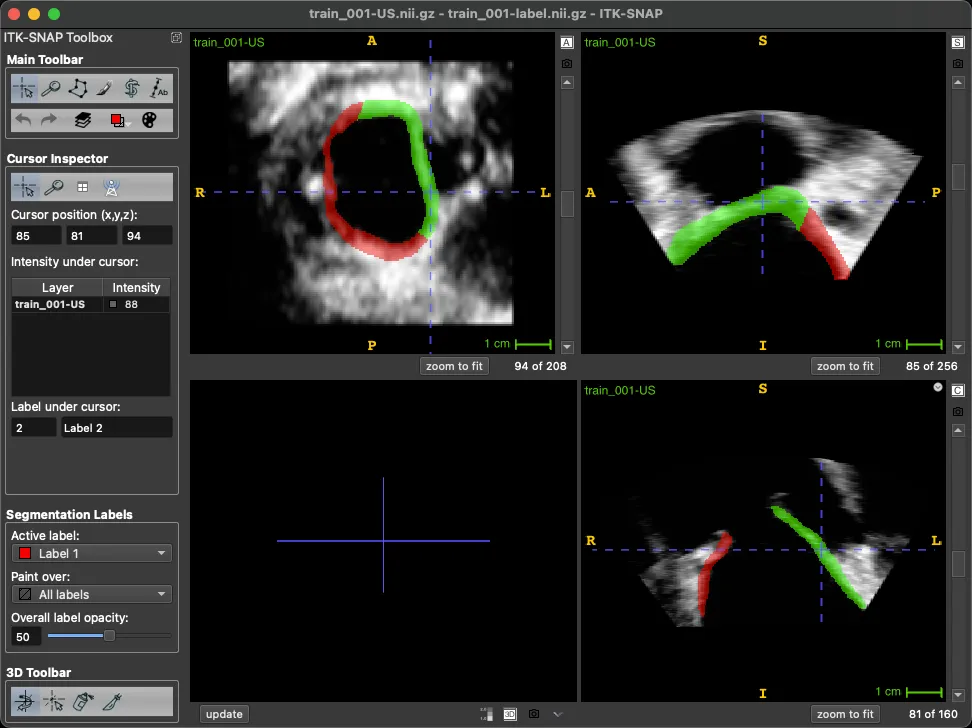 train_001-US.nii.gz - train_001-label.nii.gz - ITK-SNAP
ITK-SNAP Toolbox
Main Toolbar
Ab
Cursor Inspector
Cursor position (x,y,z):
85 81 94
Intensity under cursor:
Layer Intensity
train_001-US 88
Label under cursor:
2 Label 2
Segmentation Labels
Active label:
Label 1
Paint over:
All labels
Overall label opacity:
50
3D Toolbar
train_001-US
A
A
R
L
P
1 cm
zoom to fit 94 of 208
train_001-US
S
S
A
P
I
1 cm
zoom to fit 85 of 256
update
3D
train_001-US
S
C
R
L
I
1 cm
zoom to fit 81 of 160